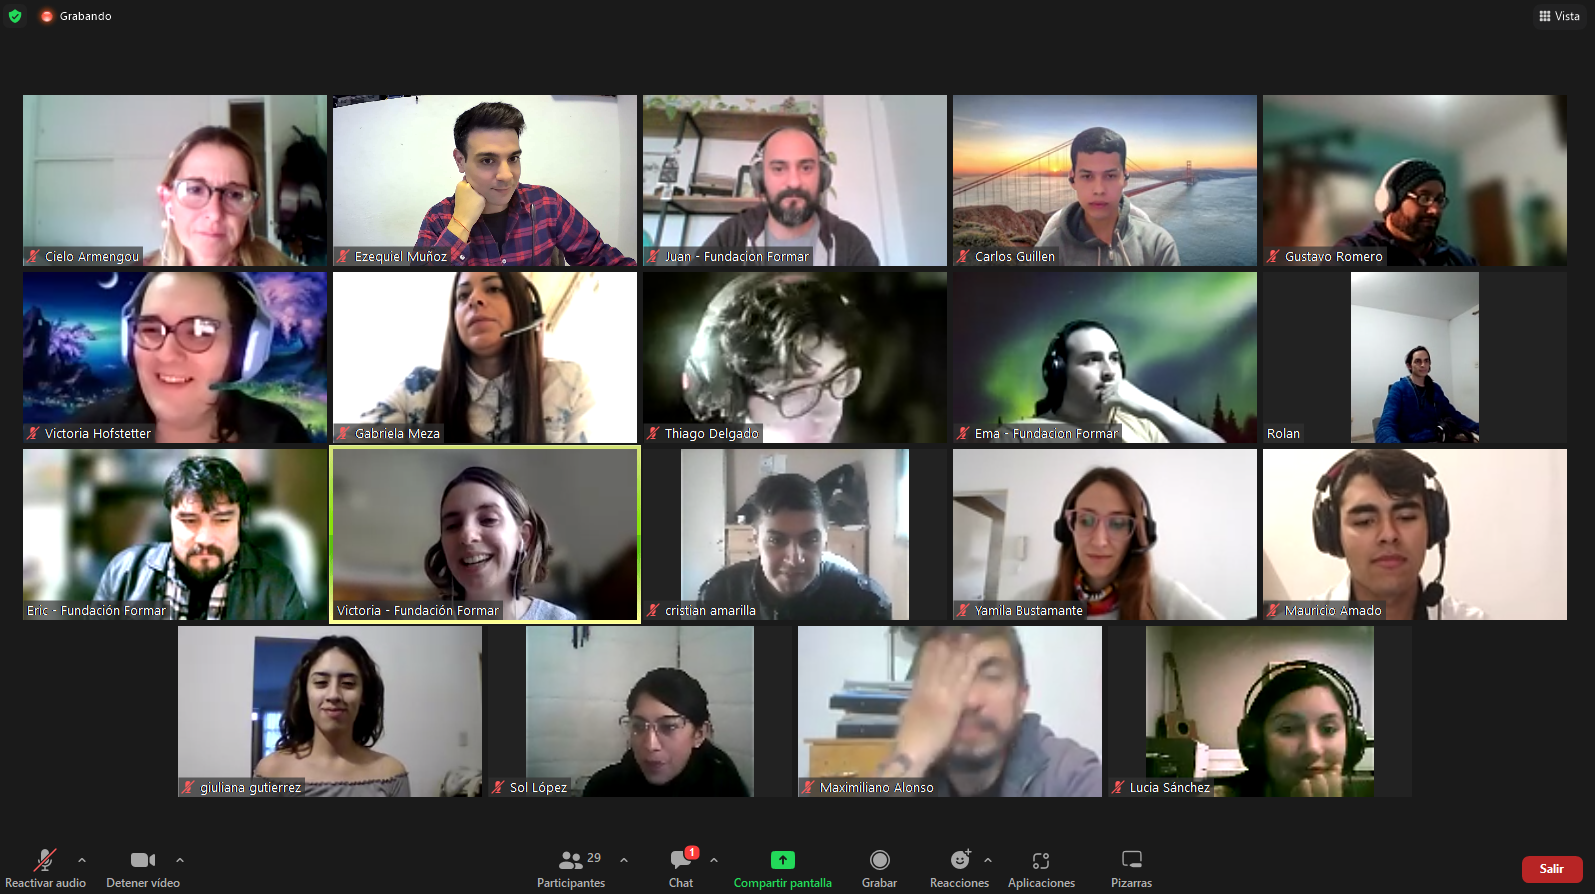 Grabando
Vista
Cielo Armengou
Ezequiel Muñoz
Juan - Fundacion Formar
Carlos Guillen
Gustavo Romero
Victoria Hofstetter
Gabriela Meza
Thiago Delgado
Ema - Fundacion Formar
Rolan
Eric - Fundación Formar
Victoria - Fundación Formar
cristian amarilla
Yamila Bustamante
Mauricio Amado
giuliana gutierrez
Sol López
Maximiliano Alonso
Lucia Sánchez
29
1
Reactivar audio
Detener vídeo
Participantes
Chat
Compartir pantalla
Grabar
Reacciones
Aplicaciones
Pizarras
Salir